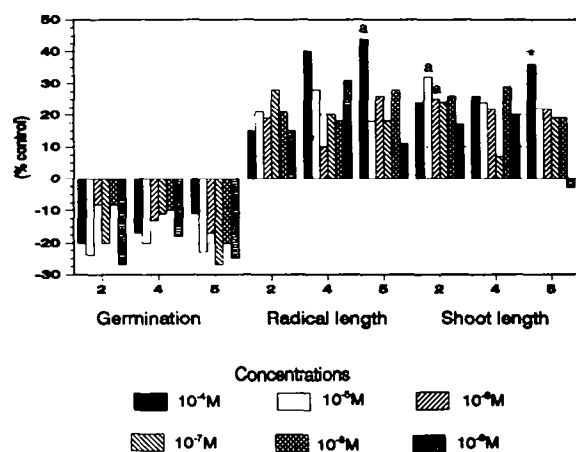 (% control)
50
40
30
20
10
0
-10
-20
-30
a
a
a
*
2 4 5 2 4 5 2 4 5
Germination Radical length Shoot length
Concentrations
10⁻⁴M 10⁻⁵M 10⁻⁶M
10⁻⁷M 10⁻⁸M 10⁻⁹M